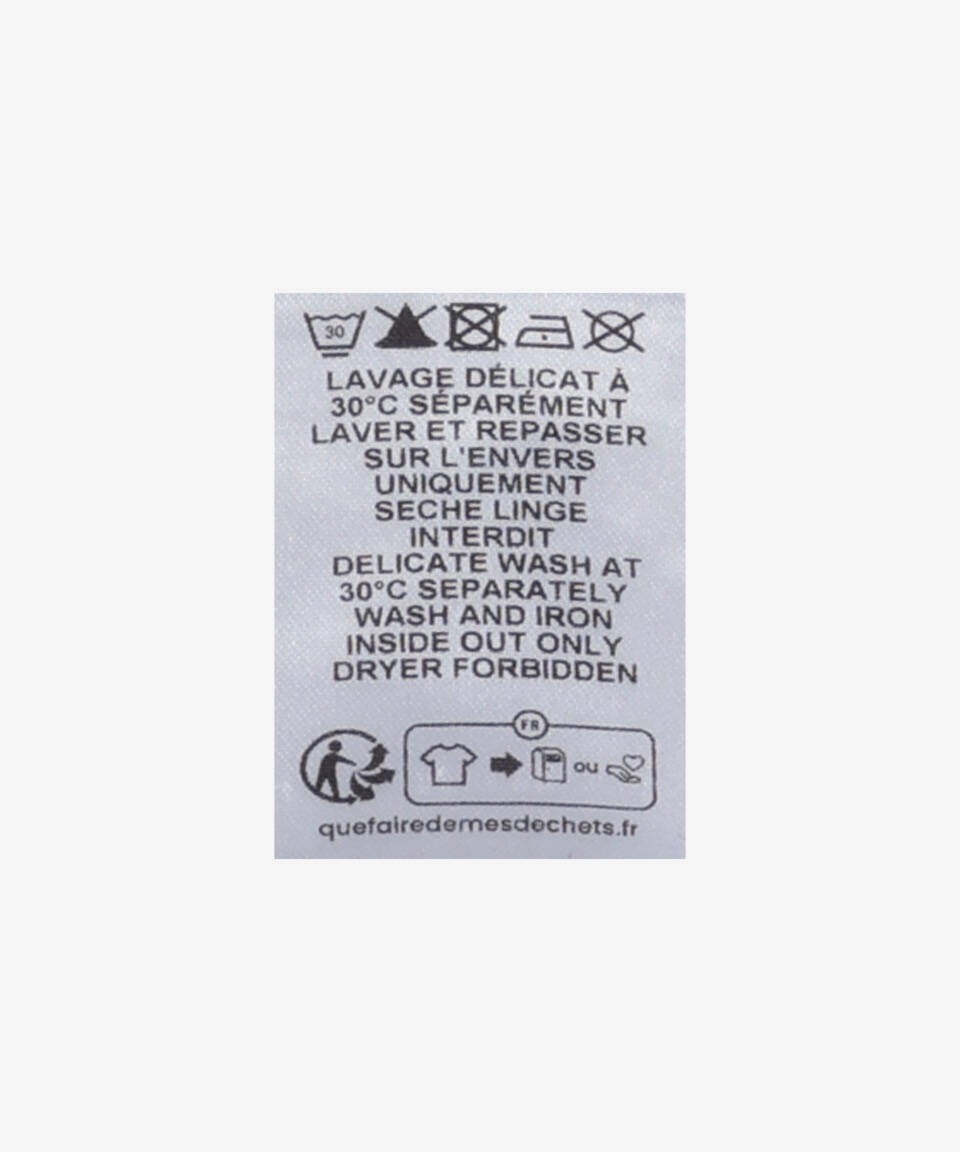 30
LAVAGE DÉLICAT À
30°C SÉPARÉMENT
LAVER ET REPASSER
SUR L'ENVERS
UNIQUEMENT
SECHE LINGE
INTERDIT
DELICATE WASH AT
30°C SEPARATELY
WASH AND IRON
INSIDE OUT ONLY
DRYER FORBIDDEN
FR
ou
quefairedemesdechets.fr